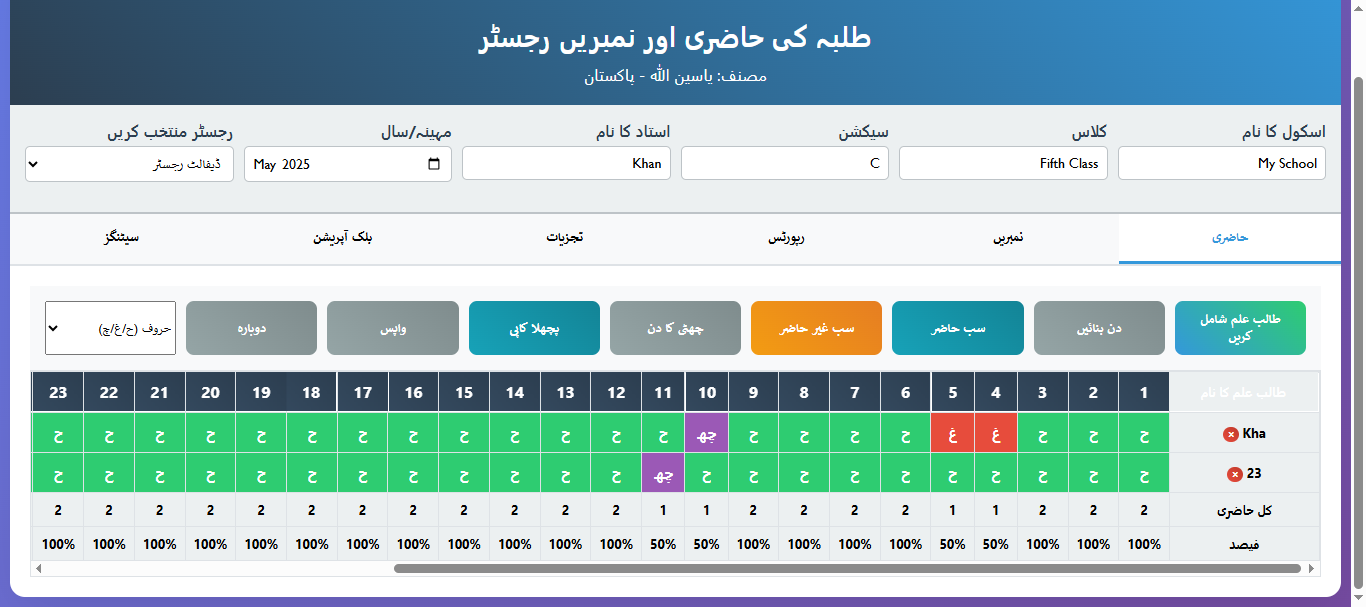 طلبہ کی حاضری اور نمبریں رجسٹر
مصنف: یاسین اللہ - پاکستان
اسکول کا نام کلاس سیکشن استاد کا نام مہینہ/سال رجسٹر منتخب کریں
My School Fifth Class C Khan May 2025 ڈیفالٹ رجسٹر
حاضری نمبریں رپورٹس تجزیات بلک آپریشن سیٹنگز
طالب علم شامل کریں دن بنائیں سب حاضر سب غیر حاضر چھٹی کا دن پچھلا کاپی واپس دوبارہ حروف (ح/غ/چ)
طالب علم کا نام 1 2 3 4 5 6 7 8 9 10 11 12 13 14 15 16 17 18 19 20 21 22 23
Kha ح ح ح غ غ ح ح ح ح چھ ح ح ح ح ح ح ح ح ح ح ح ح ح
23 ح ح ح ح ح ح ح ح ح ح چھ ح ح ح ح ح ح ح ح ح ح ح ح
کل حاضری 2 2 2 1 1 2 2 2 2 1 1 2 2 2 2 2 2 2 2 2 2 2 2
فیصد 100% 100% 100% 50% 50% 100% 100% 100% 100% 50% 50% 100% 100% 100% 100% 100% 100% 100% 100% 100% 100% 100% 100%